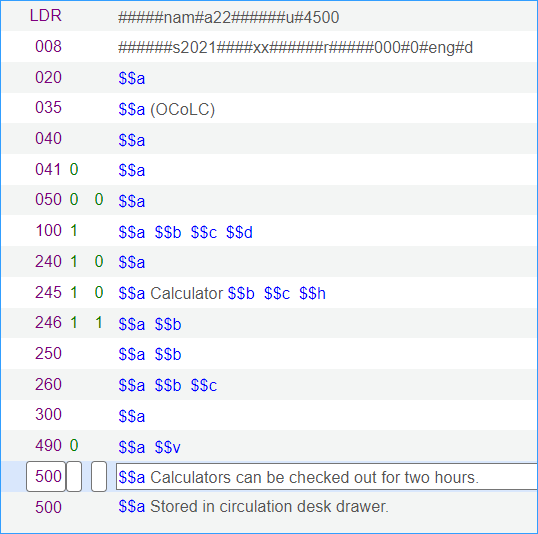 LDR #####nam#a22######u#4500
008 ######s2021####xx######r#####000#0#eng#d
020 $$a
035 $$a (OCoLC)
040 $$a
041 0 $$a
050 0 0 $$a
100 1 $$a $$b $$c $$d
240 1 0 $$a
245 1 0 $$a Calculator $$b $$c $$h
246 1 1 $$a $$b
250 $$a $$b
260 $$a $$b $$c
300 $$a
490 0 $$a $$v
500 $$a Calculators can be checked out for two hours.
500 $$a Stored in circulation desk drawer.